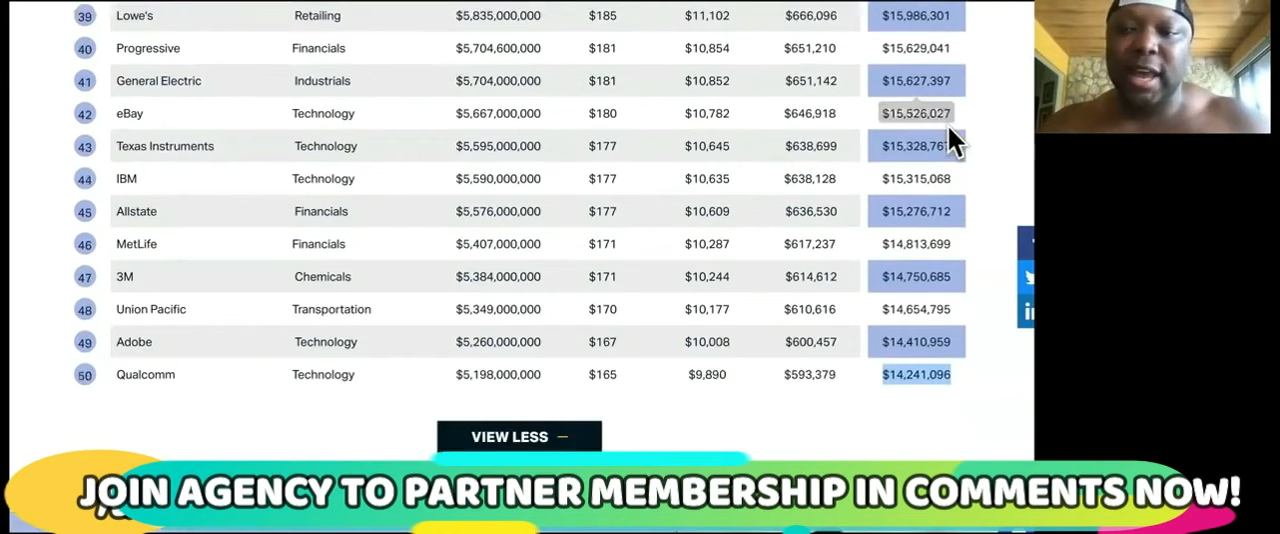 39 Lowe's Retailing $5,835,000,000 $185 $11,102 $666,096 $15,986,301
40 Progressive Financials $5,704,600,000 $181 $10,854 $651,210 $15,629,041
41 General Electric Industrials $5,704,000,000 $181 $10,852 $651,142 $15,627,397
42 eBay Technology $5,667,000,000 $180 $10,782 $646,918 $15,526,027
43 Texas Instruments Technology $5,595,000,000 $177 $10,645 $638,699 $15,328,767
44 IBM Technology $5,590,000,000 $177 $10,635 $638,128 $15,315,068
45 Allstate Financials $5,576,000,000 $177 $10,609 $636,530 $15,276,712
46 MetLife Financials $5,407,000,000 $171 $10,287 $617,237 $14,813,699
47 3M Chemicals $5,384,000,000 $171 $10,244 $614,612 $14,750,685
48 Union Pacific Transportation $5,349,000,000 $170 $10,177 $610,616 $14,654,795
49 Adobe Technology $5,260,000,000 $167 $10,008 $600,457 $14,410,959
50 Qualcomm Technology $5,198,000,000 $165 $9,890 $593,379 $14,241,096
VIEW LESS —
JOIN AGENCY TO PARTNER MEMBERSHIP IN COMMENTS NOW!